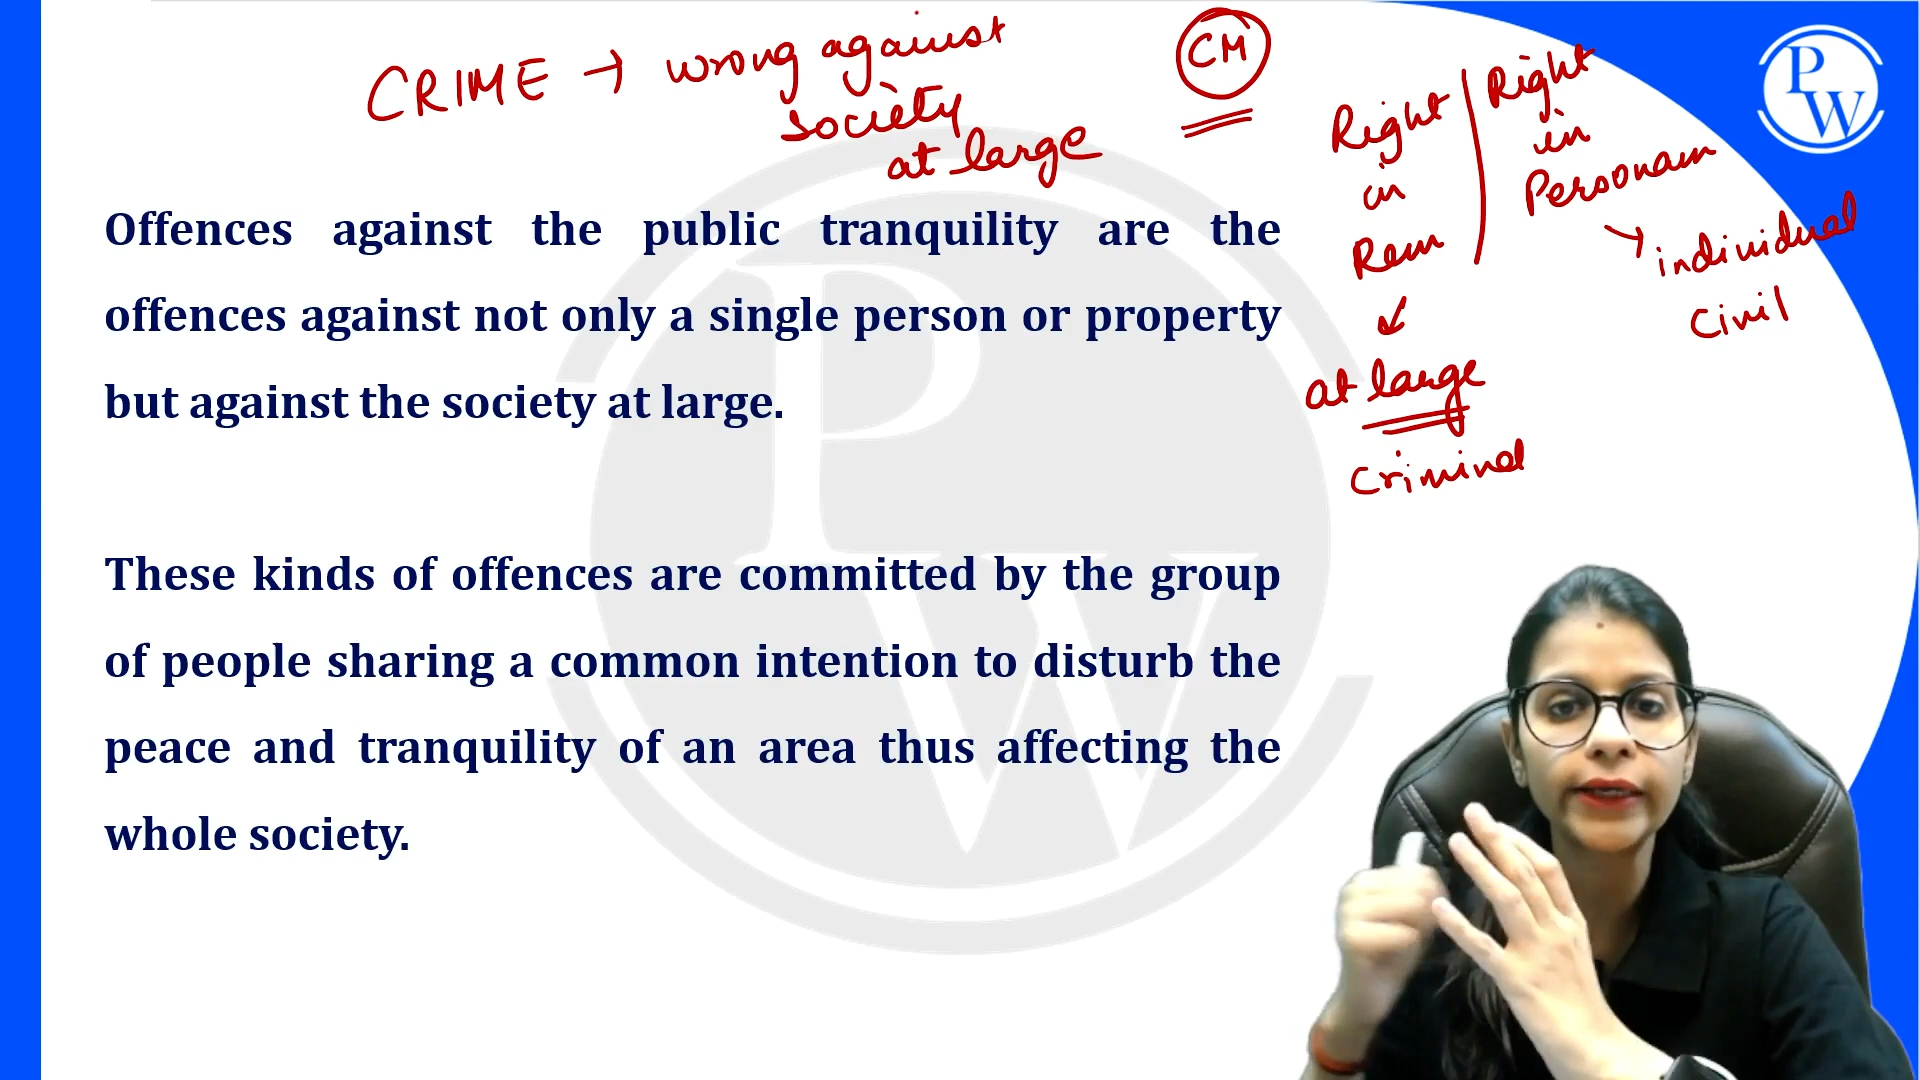 CRIME → wrong against
society
at large
CM
Right
in
Rem
↓
at large
Criminal
Right
in
Personam
→ individual
Civil
PW
Offences against the public tranquility are the
offences against not only a single person or property
but against the society at large.
These kinds of offences are committed by the group
of people sharing a common intention to disturb the
peace and tranquility of an area thus affecting the
whole society.
PW